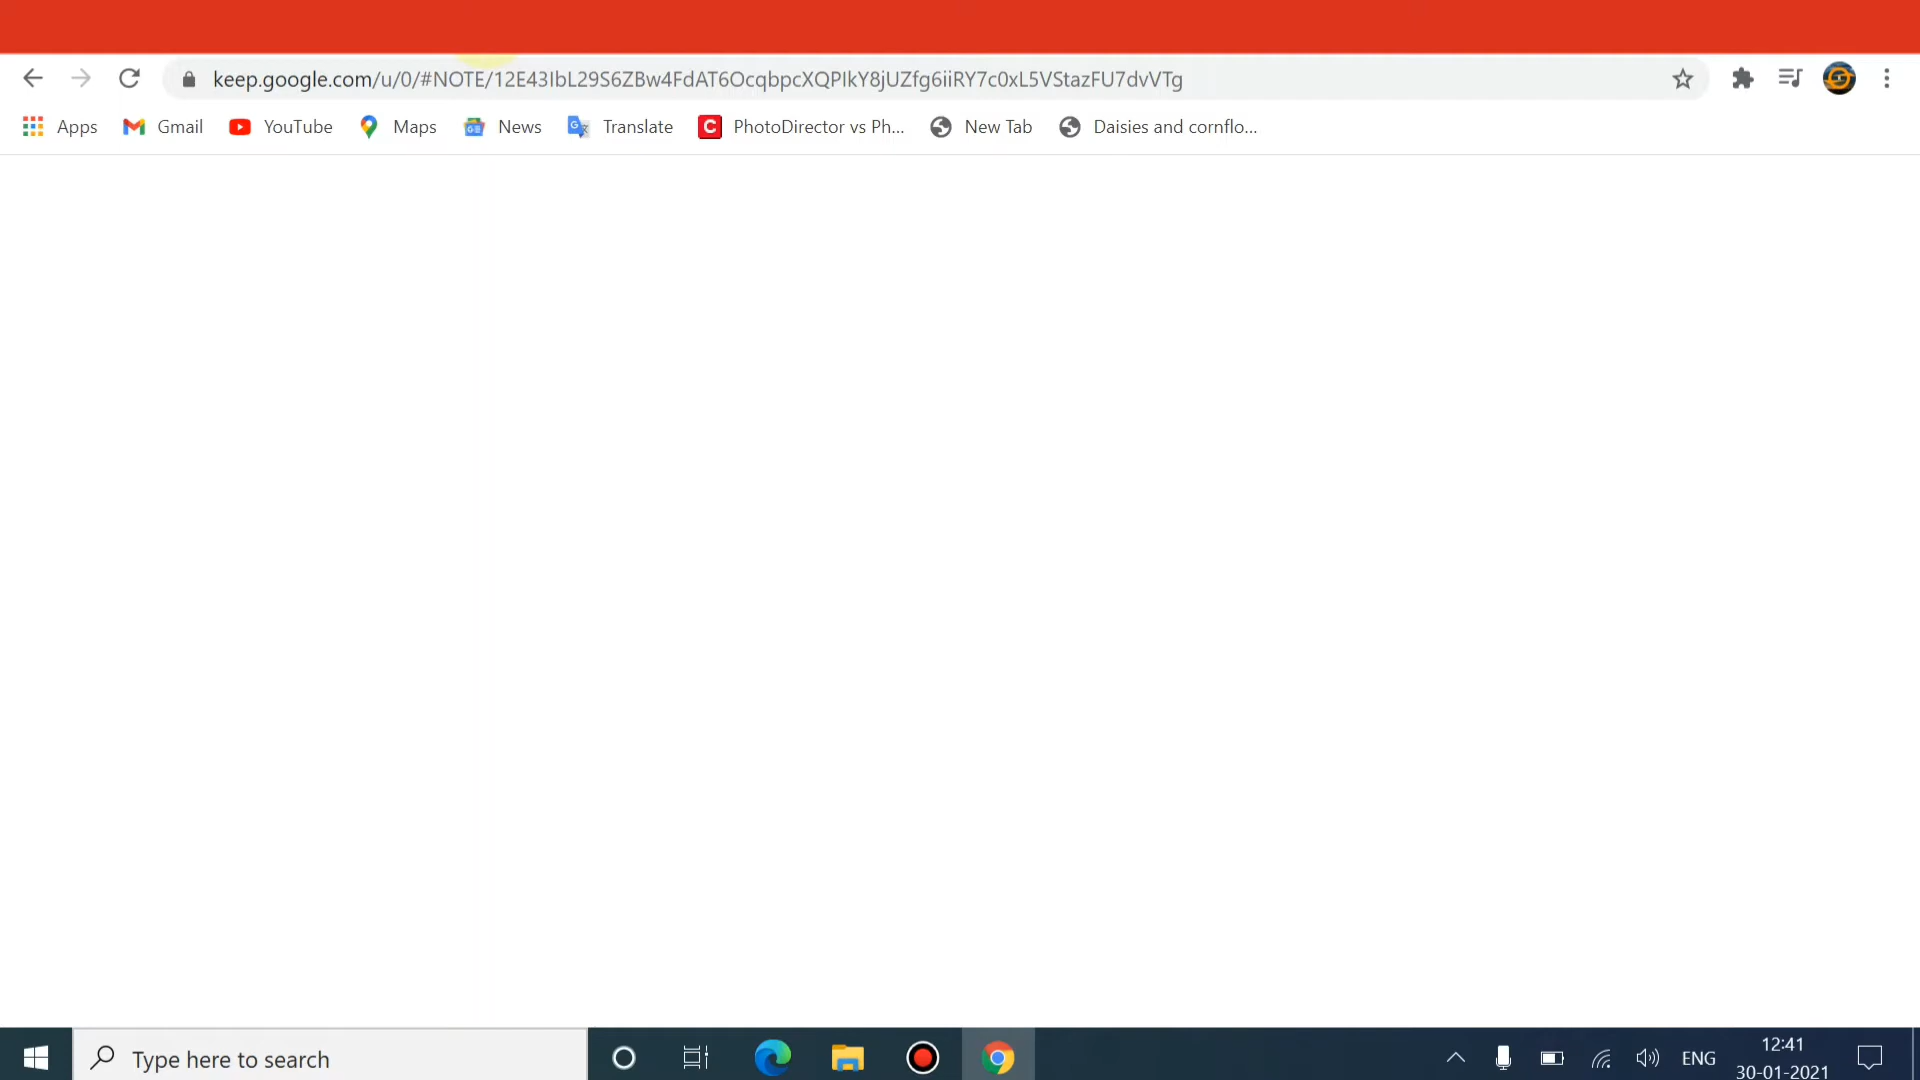 keep.google.com/u/0/#NOTE/12E43IbL29S6ZBw4FdAT6OcqbpcXQPIkY8jUZfg6iiRY7c0xL5VStazFU7dvVTg
Apps Gmail YouTube Maps News Translate PhotoDirector vs Ph... New Tab Daisies and cornflo...
Type here to search
ENG
12:41
30-01-2021